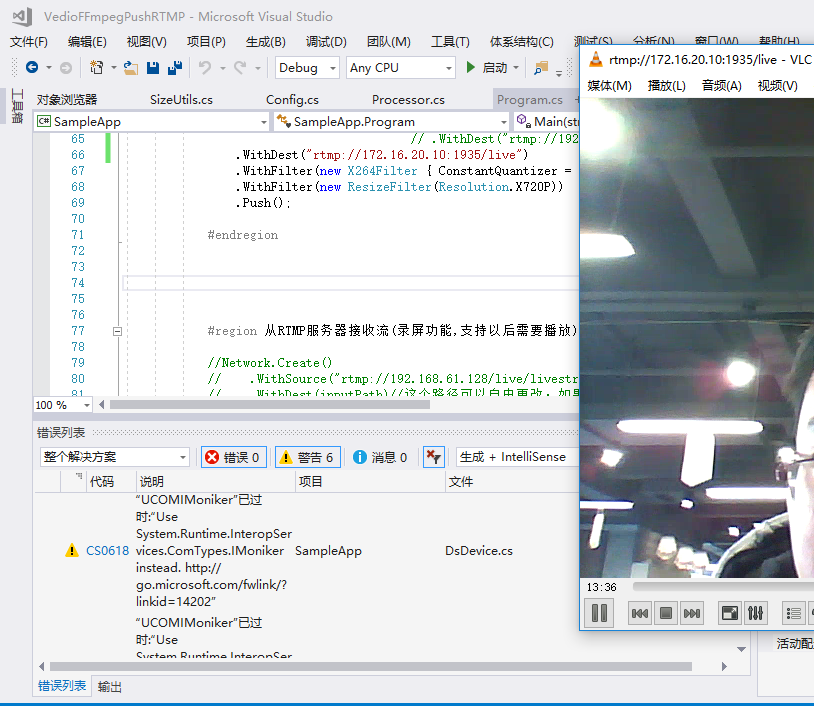 VedioFFmpegPushRTMP - Microsoft Visual Studio
文件(F) 编辑(E) 视图(V) 项目(P) 生成(B) 调试(D) 团队(M) 工具(T) 体系结构(C) 测试(S) 分析(N) 窗口(W) 帮助(H)
Debug Any CPU 启动
rtmp://172.16.20.10:1935/live - VLC
媒体(M) 播放(L) 音频(A) 视频(V)
工具箱
对象浏览器 SizeUtils.cs Config.cs Processor.cs Program.cs
C# SampleApp SampleApp.Program Main(str
65 // .WithDest("rtmp://192
66 .WithDest("rtmp://172.16.20.10:1935/live")
67 .WithFilter(new X264Filter { ConstantQuantizer =
68 .WithFilter(new ResizeFilter(Resolution.X720P))
69 .Push();
70
71 #endregion
72
73
74
75
76
77 #region 从RTMP服务器接收流(录屏功能,支持以后需要播放)
78
79 //Network.Create()
80 // .WithSource("rtmp://192.168.61.128/live/livestr
81 // .WithDest(inputPath)//这个路径可以自由更改，如果
100 %
错误列表
整个解决方案 错误 0 警告 6 消息 0 生成 + IntelliSense
代码 说明 项目 文件
“UCOMIMoniker”已过
时:“Use
System.Runtime.InteropSer
vices.ComTypes.IMoniker
instead. http://
go.microsoft.com/fwlink/?
linkid=14202”
CS0618 SampleApp DsDevice.cs
“UCOMIMoniker”已过
时:“Use
System.Runtime.InteropSer
13:36
活动配
错误列表 输出